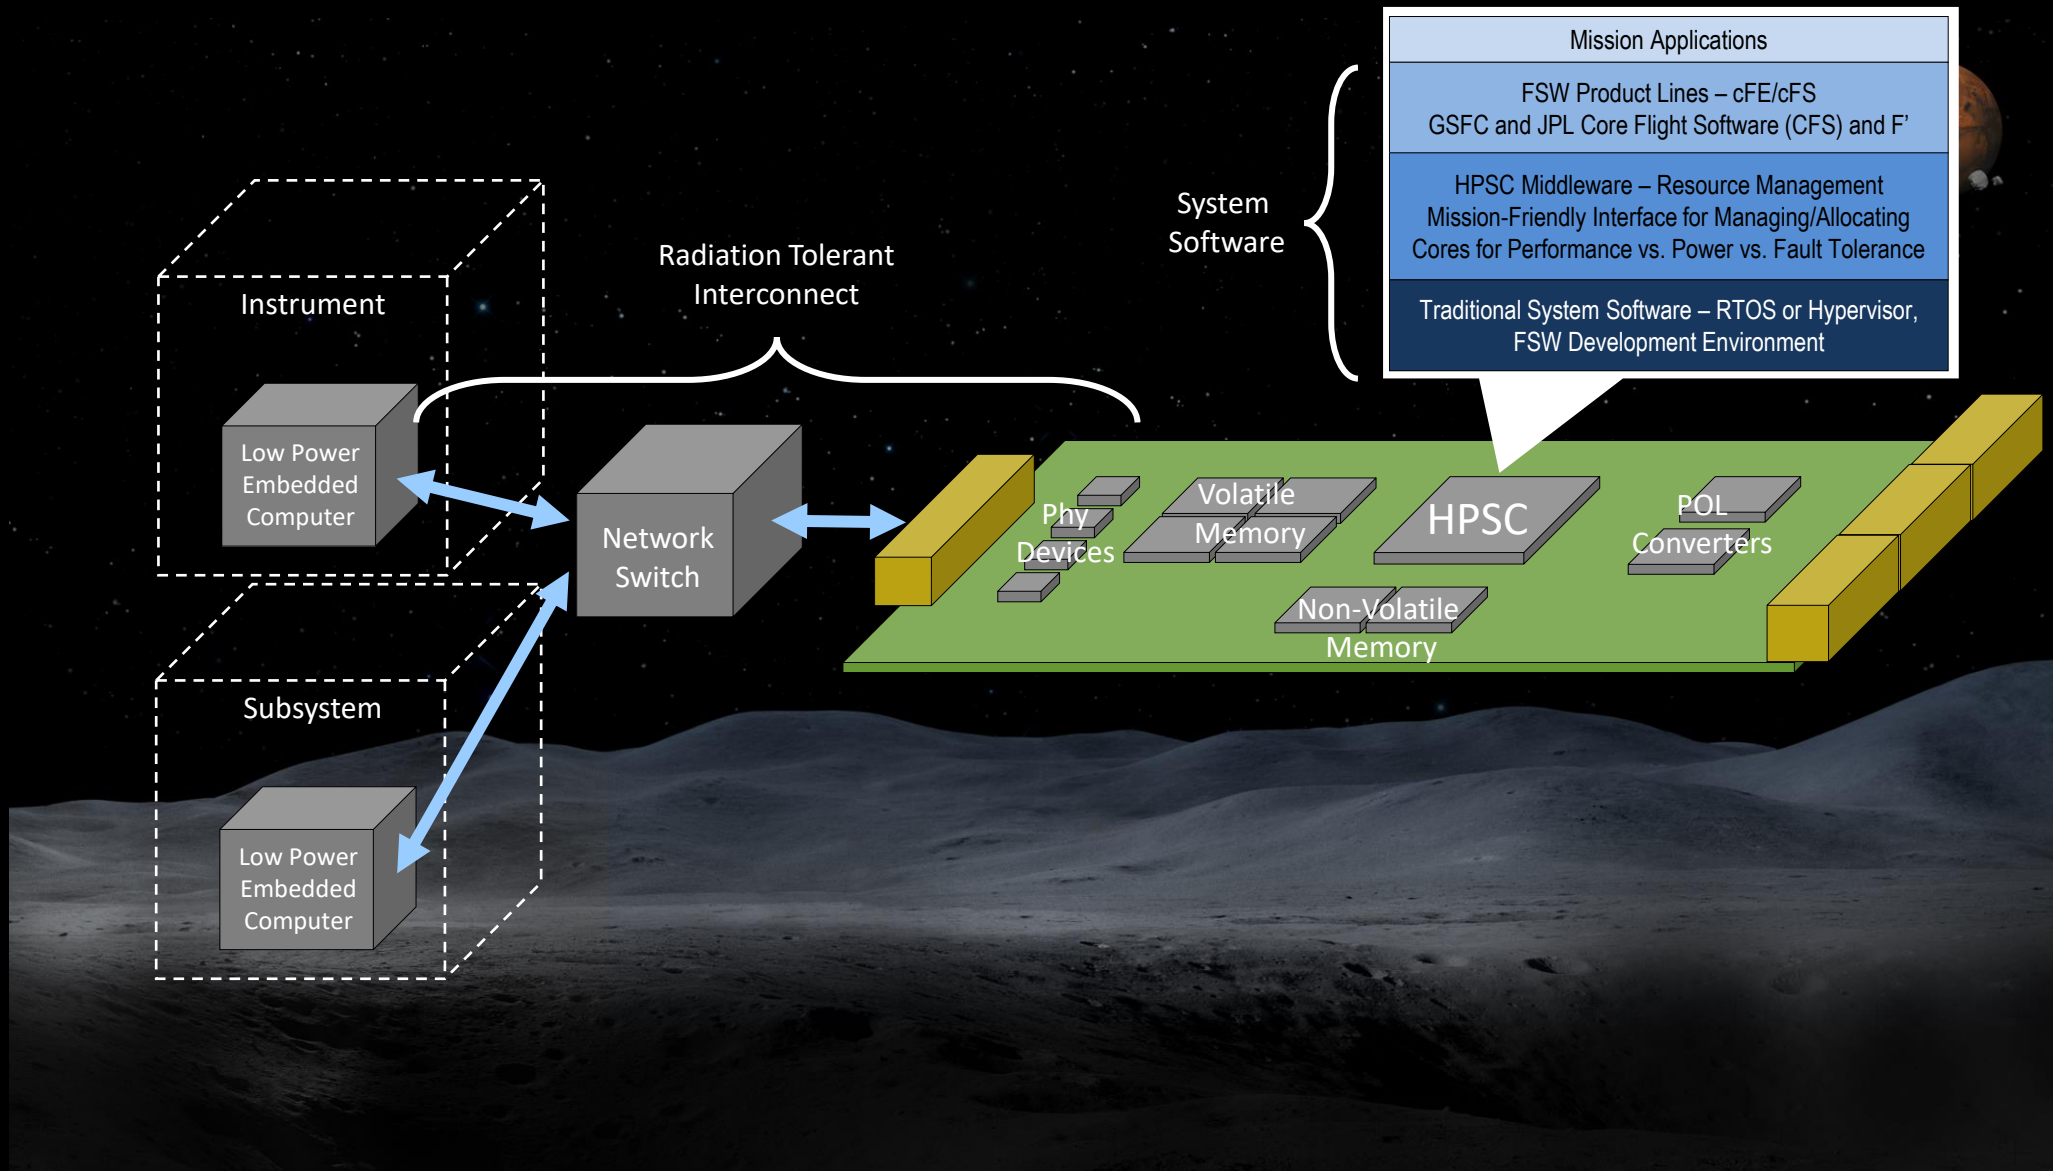 Mission Applications
FSW Product Lines – cFE/cFS
GSFC and JPL Core Flight Software (CFS) and F’
HPSC Middleware – Resource Management
Mission-Friendly Interface for Managing/Allocating
Cores for Performance vs. Power vs. Fault Tolerance
Traditional System Software – RTOS or Hypervisor,
FSW Development Environment
System
Software
Radiation Tolerant
Interconnect
Instrument
Low Power
Embedded
Computer
Network
Switch
Phy
Devices
Volatile
Memory
HPSC
POL
Converters
Non-Volatile
Memory
Subsystem
Low Power
Embedded
Computer